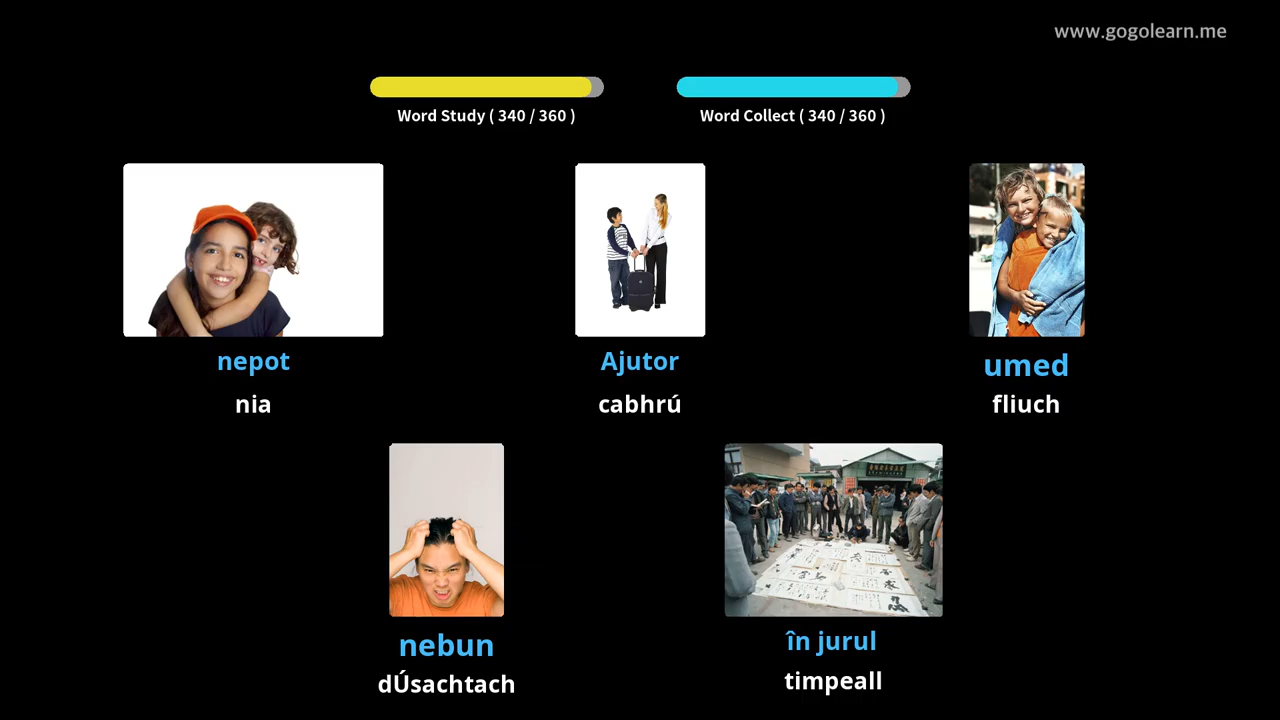 www.gogolearn.me
Word Study ( 340 / 360 )
Word Collect ( 340 / 360 )
nepot
nia
Ajutor
cabhrú
umed
fliuch
nebun
dÚsachtach
în jurul
timpeall